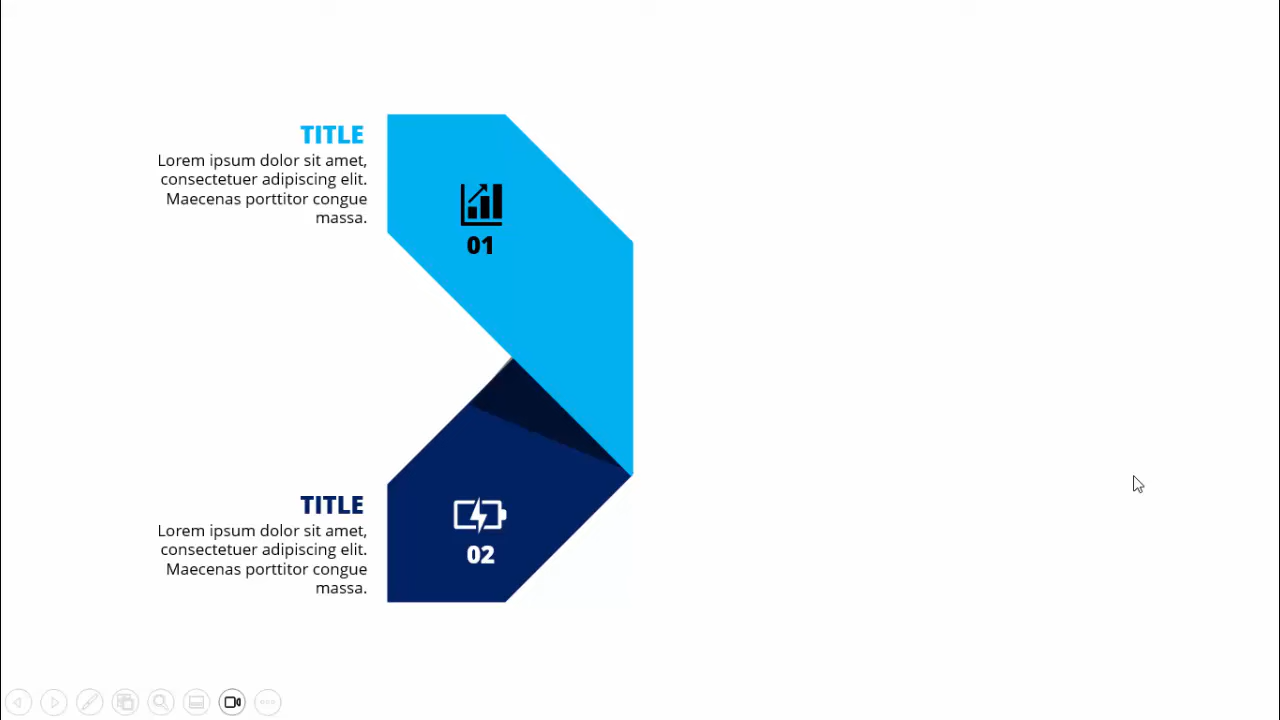 TITLE
Lorem ipsum dolor sit amet,
consectetuer adipiscing elit.
Maecenas porttitor congue
massa.
01
TITLE
Lorem ipsum dolor sit amet,
consectetuer adipiscing elit.
Maecenas porttitor congue
massa.
02